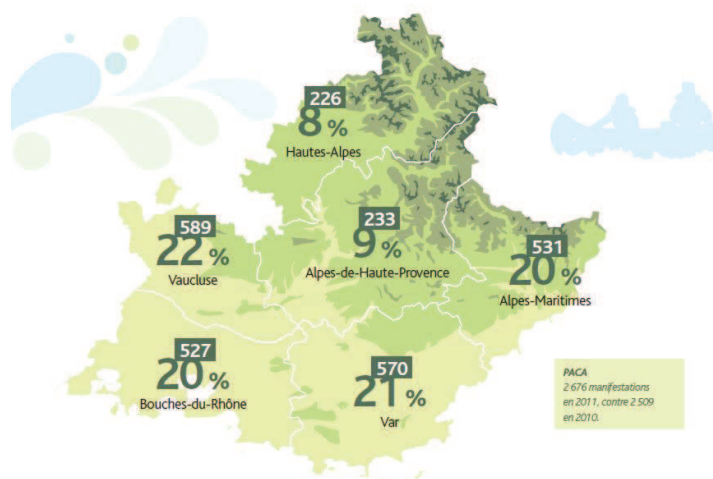 226
8 %
Hautes-Alpes
589
22 %
Vaucluse
233
9 %
Alpes-de-Haute-Provence
531
20 %
Alpes-Maritimes
527
20 %
Bouches-du-Rhône
570
21 %
Var
PACA
2 676 manifestations
en 2011, contre 2 509
en 2010.